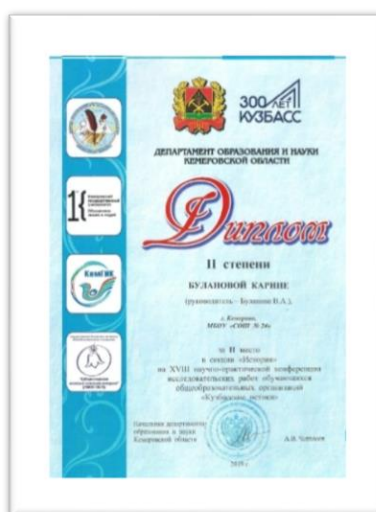 300 ЛЕТ
КУЗБАСС
ДЕПАРТАМЕНТ ОБРАЗОВАНИЯ И НАУКИ
КЕМЕРОВСКОЙ ОБЛАСТИ
Диплом
II степени
БУЛАНОВОЙ КАРИНЕ
(руководитель – Буланова В.А.),
г. Кемерово,
МБОУ «СОШ №
за II место
в секции «История»
на XVIII научно-практической конференции
исследовательских работ обучающихся
общеобразовательных организаций
«Кузбасские истоки»
КемГИК
Начальник департамента
образования и науки
Кемеровской области
А.В. Чепкасов
2019 г.